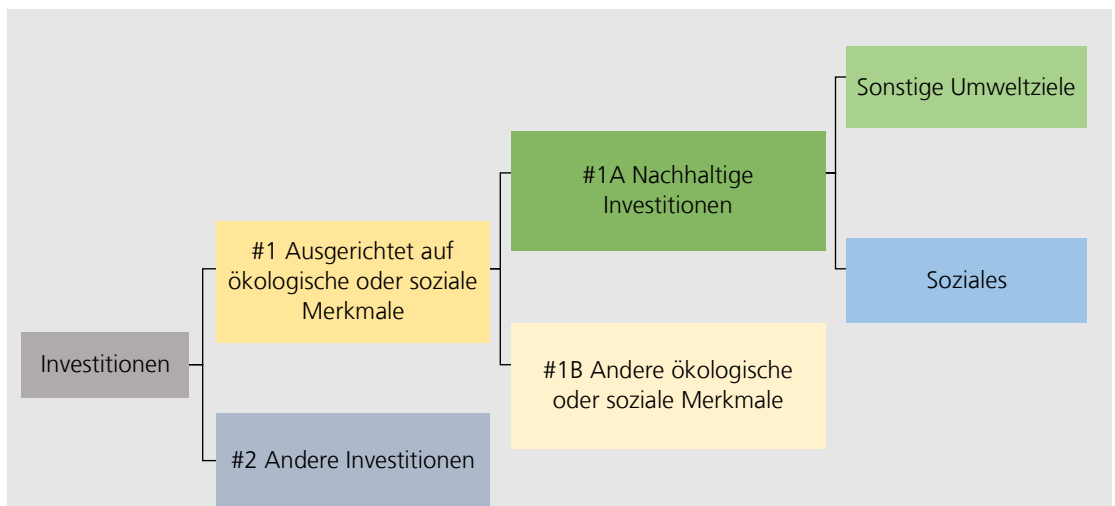 Investitionen
#1 Ausgerichtet auf
ökologische oder soziale
Merkmale
#2 Andere Investitionen
#1A Nachhaltige
Investitionen
#1B Andere ökologische
oder soziale Merkmale
Sonstige Umweltziele
Soziales